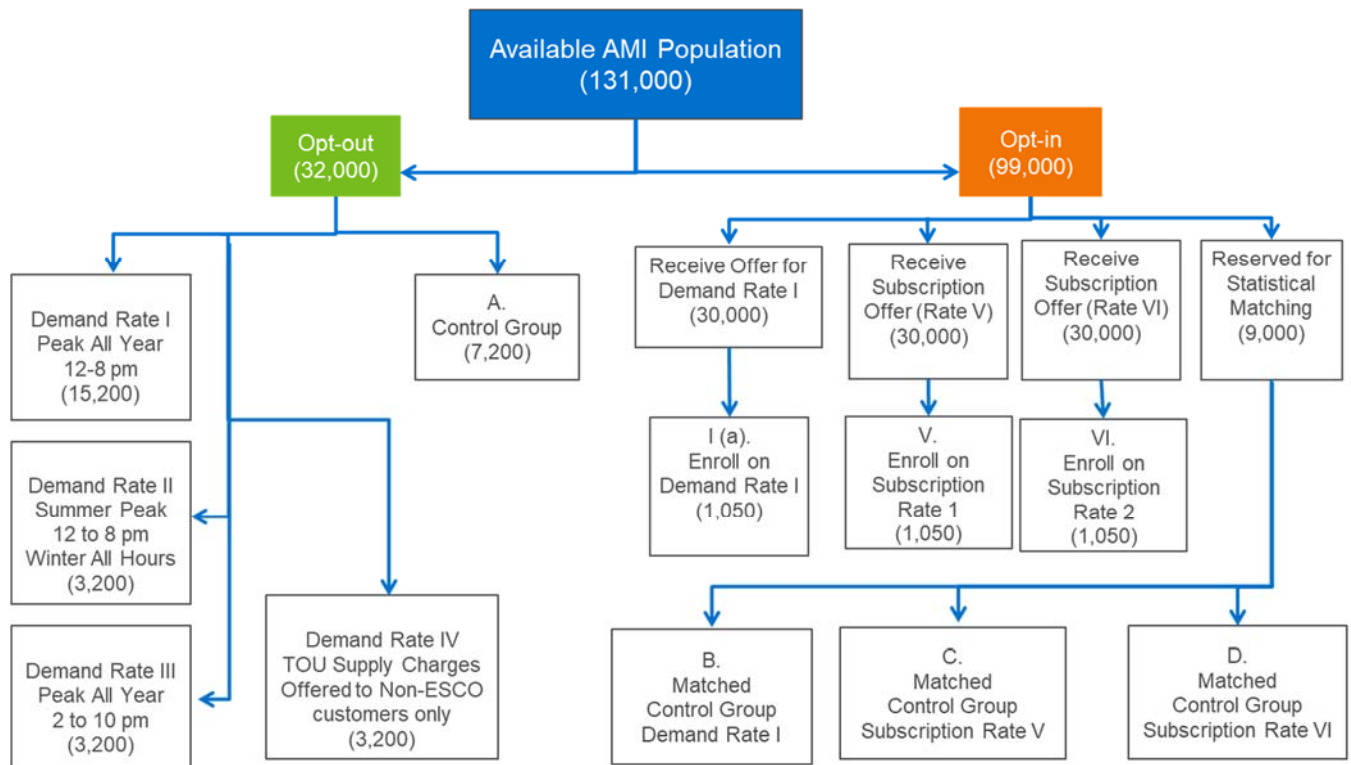 Available AMI Population
(131,000)
Opt-out
(32,000)
Opt-in
(99,000)
Demand Rate I
Peak All Year
12-8 pm
(15,200)
A.
Control Group
(7,200)
Receive Offer for
Demand Rate I
(30,000)
Receive
Subscription
Offer (Rate V)
(30,000)
Receive
Subscription
Offer (Rate VI)
(30,000)
Reserved for
Statistical
Matching
(9,000)
I (a).
Enroll on
Demand Rate I
(1,050)
V.
Enroll on
Subscription
Rate 1
(1,050)
VI.
Enroll on
Subscription
Rate 2
(1,050)
Demand Rate II
Summer Peak
12 to 8 pm
Winter All Hours
(3,200)
Demand Rate III
Peak All Year
2 to 10 pm
(3,200)
Demand Rate IV
TOU Supply Charges
Offered to Non-ESCO
customers only
(3,200)
B.
Matched
Control Group
Demand Rate I
C.
Matched
Control Group
Subscription Rate V
D.
Matched
Control Group
Subscription Rate VI